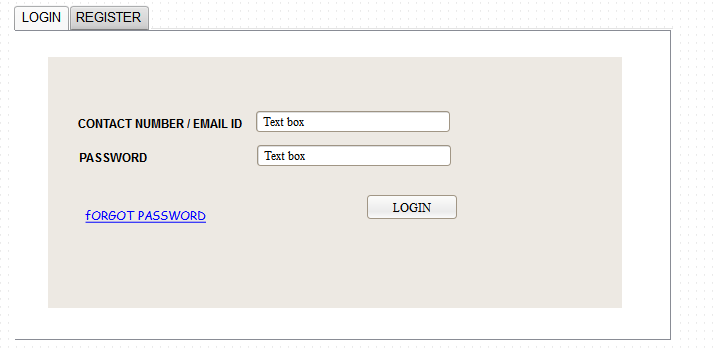 LOGIN REGISTER
CONTACT NUMBER / EMAIL ID Text box
PASSWORD Text box
fORGOT PASSWORD LOGIN